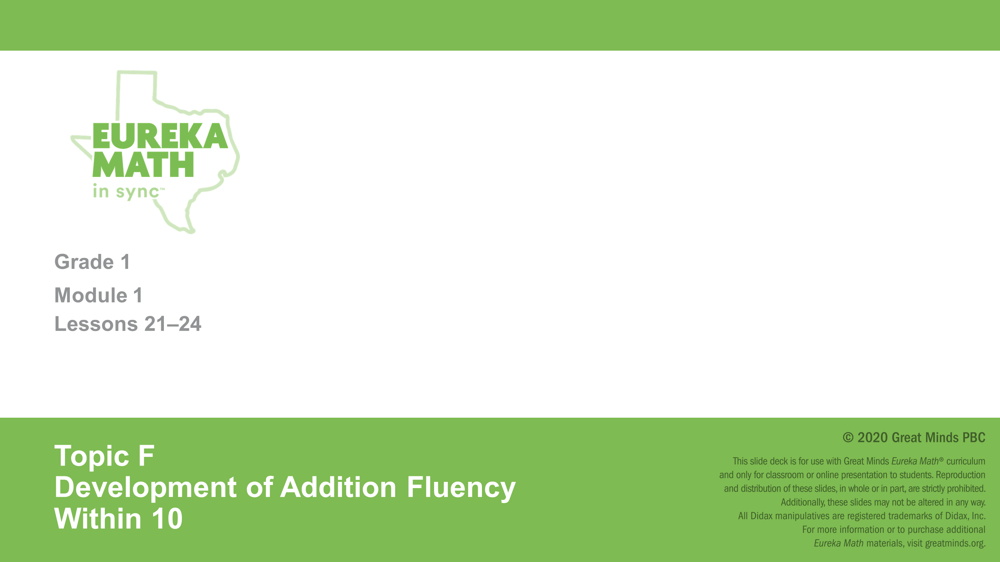 EUREKA
MATH
in sync™
Grade 1
Module 1
Lessons 21–24
Topic F
Development of Addition Fluency
Within 10
© 2020 Great Minds PBC
This slide deck is for use with Great Minds Eureka Math® curriculum
and only for classroom or online presentation to students. Reproduction
and distribution of these slides, in whole or in part, are strictly prohibited.
Additionally, these slides may not be altered in any way.
All Didax manipulatives are registered trademarks of Didax, Inc.
For more information or to purchase additional
Eureka Math materials, visit greatminds.org.